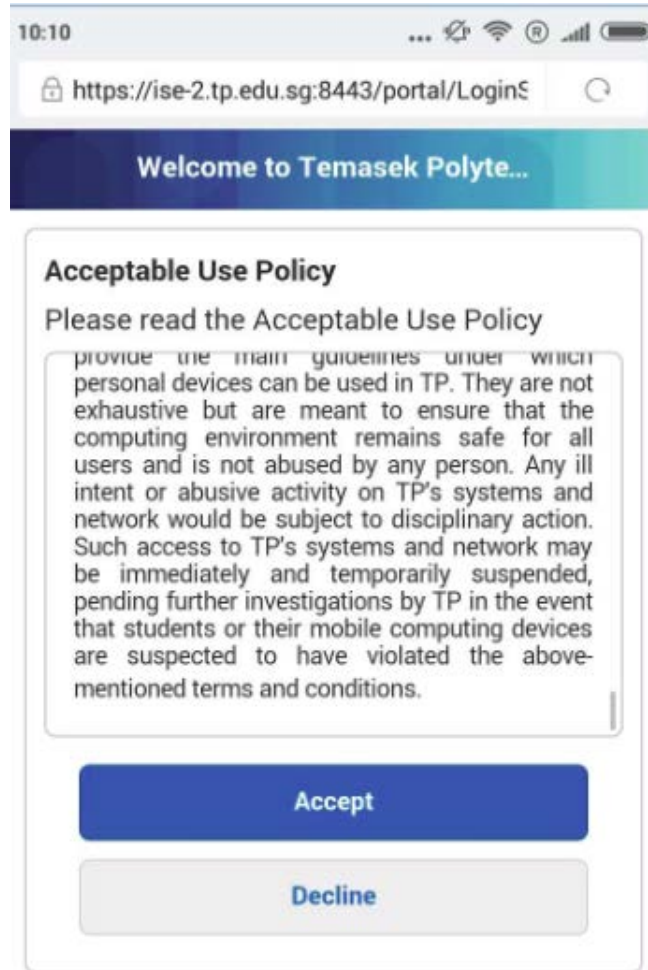 10:10
...
https://ise-2.tp.edu.sg:8443/portal/LoginS
Welcome to Temasek Polyte...
Acceptable Use Policy
Please read the Acceptable Use Policy
provide the main guidelines under which
personal devices can be used in TP. They are not
exhaustive but are meant to ensure that the
computing environment remains safe for all
users and is not abused by any person. Any ill
intent or abusive activity on TP's systems and
network would be subject to disciplinary action.
Such access to TP's systems and network may
be immediately and temporarily suspended,
pending further investigations by TP in the event
that students or their mobile computing devices
are suspected to have violated the above-
mentioned terms and conditions.
Accept
Decline